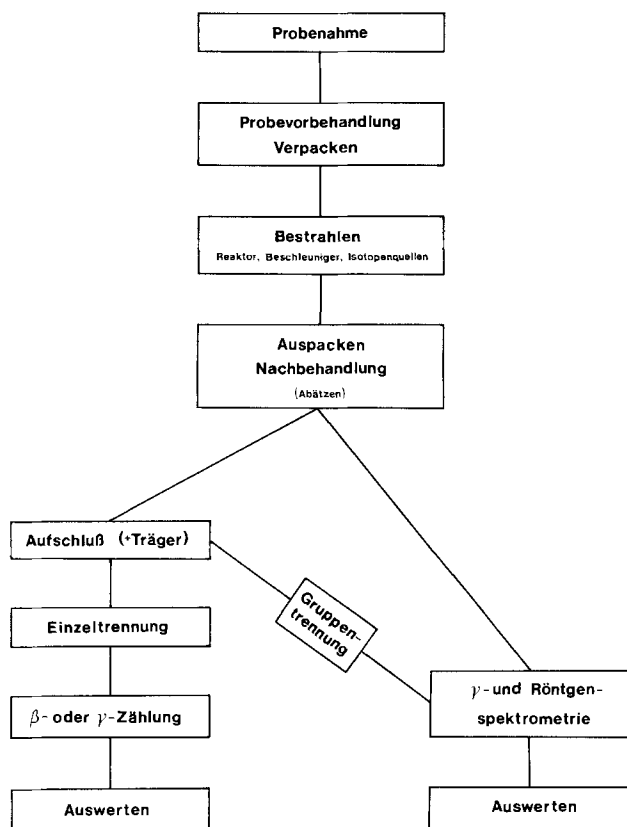 Probenahme
Probevorbehandlung
Verpacken
Bestrahlen
Reaktor, Beschleuniger, Isotopenquellen
Auspacken
Nachbehandlung
(Abätzen)
Aufschluß (+Träger)
Gruppen-
trennung
Einzeltrennung
γ-und Röntgen-
spektrometrie
β-oder γ-Zählung
Auswerten
Auswerten